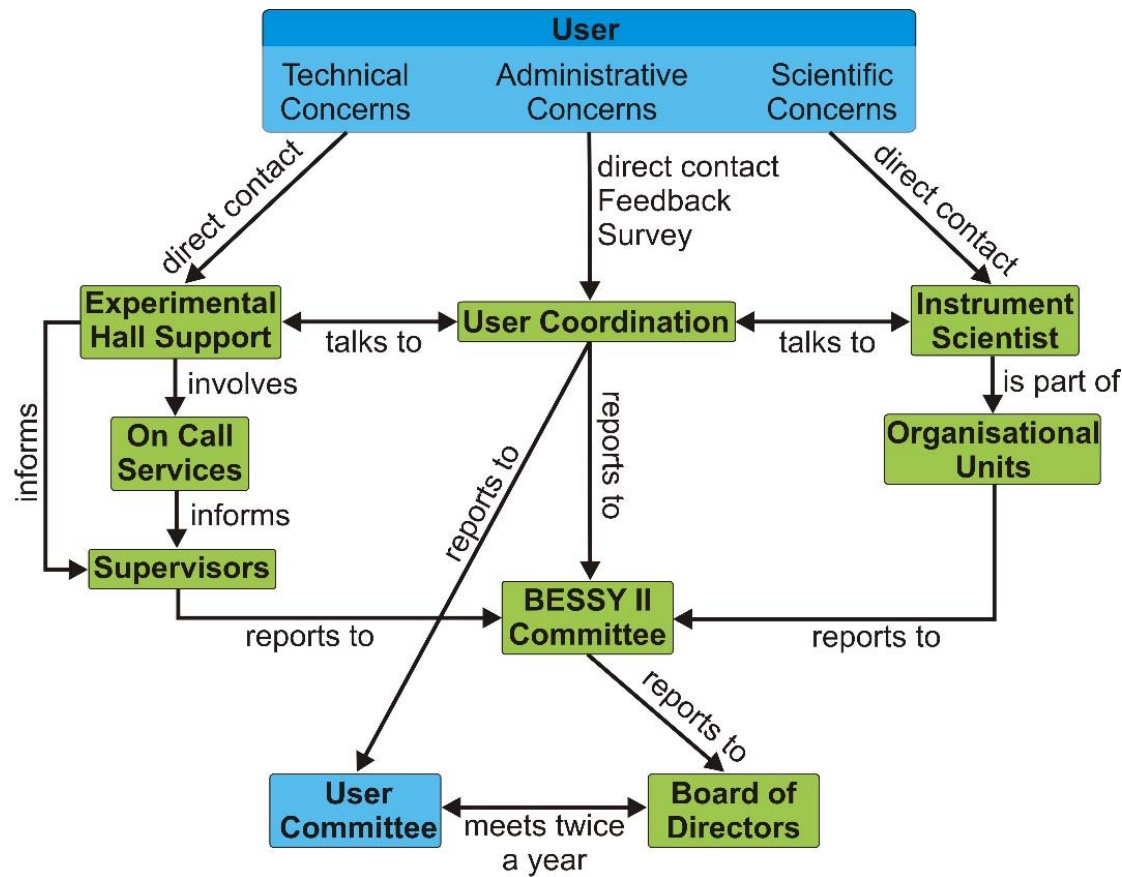 User
Technical
Concerns
Administrative
Concerns
Scientific
Concerns
direct contact
direct contact
Feedback
Survey
direct contact
Experimental
Hall Support
talks to
User Coordination
talks to
Instrument
Scientist
informs
involves
reports to
reports to
is part of
On Call
Services
Organisational
Units
informs
Supervisors
reports to
BESSY II
Committee
reports to
reports to
User
Committee
meets twice
a year
Board of
Directors